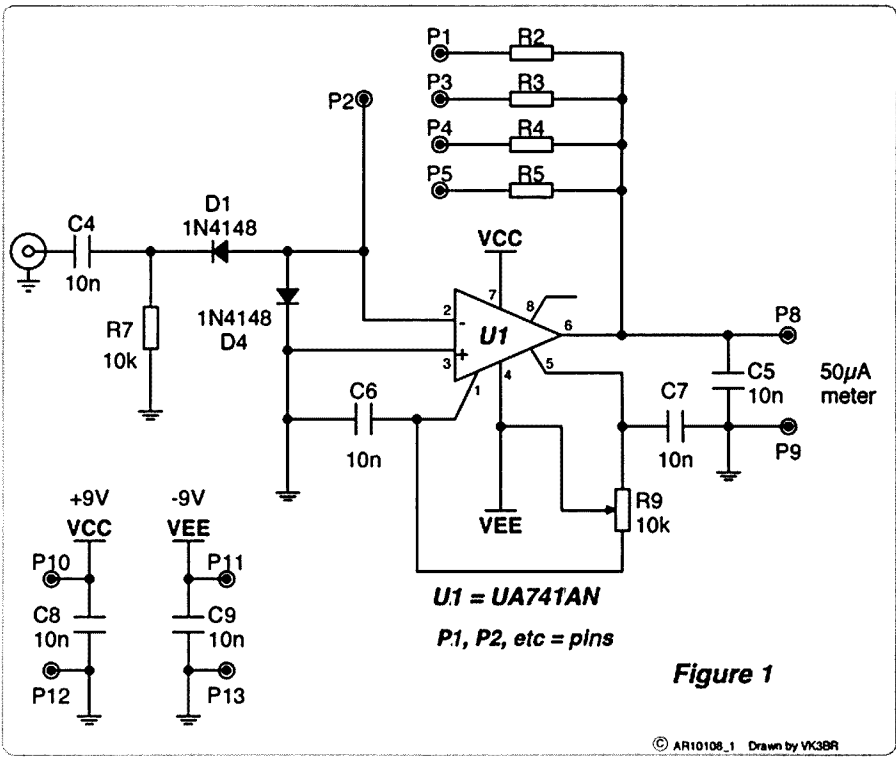 P1
R2
P3
R3
P2
P4
R4
P5
R5
D1
1N4148
C4
10n
VCC
7
8
2
-
U1
6
P8
R7
10k
1N4148
D4
3
+
5
1
4
C6
10n
C7
10n
C5
10n
50µA
meter
P9
+9V
VCC
-9V
VEE
VEE
R9
10k
P10
P11
C8
10n
C9
10n
P12
P13
U1 = UA741AN
P1, P2, etc = pins
Figure 1
© AR10108_1 Drawn by VK3BR